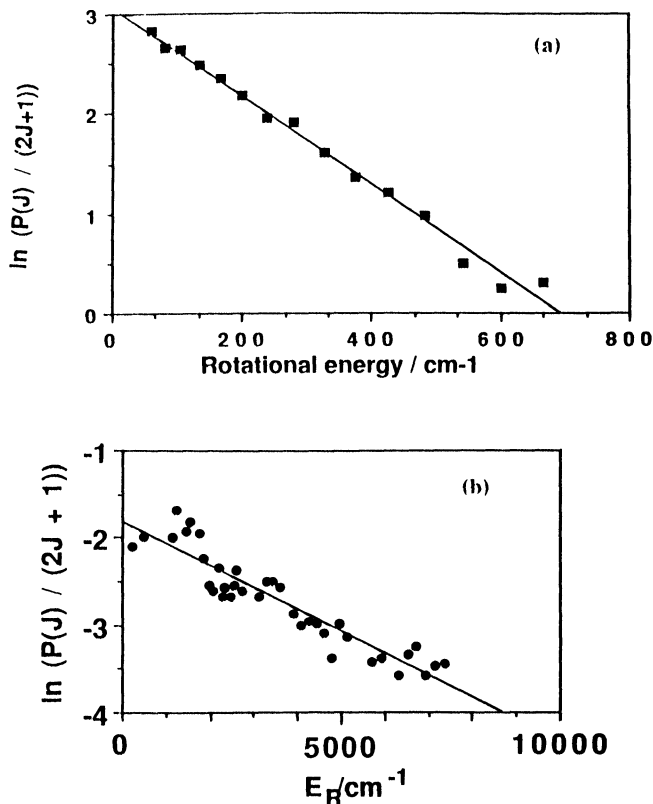 3
(a)
2
ln (P(J) / (2J+1))
1
0
0 200 400 600 800
Rotational energy / cm-1
-1
(b)
-2
ln (P(J) / (2J + 1))
-3
-4
0 5000 10000
E_R/cm^-1